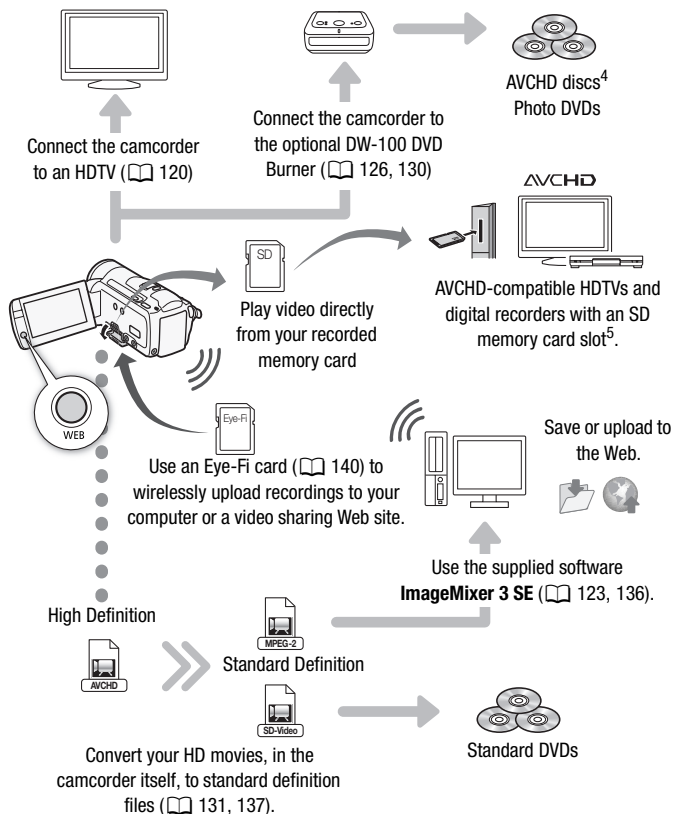 AVCHD discs4
Photo DVDs
Connect the camcorder
to an HDTV ( 120)
Connect the camcorder to
the optional DW-100 DVD
Burner ( 126, 130)
AVCHD
SD
Play video directly
from your recorded
memory card
AVCHD-compatible HDTVs and
digital recorders with an SD
memory card slot5.
WEB
Eye-Fi
Use an Eye-Fi card ( 140) to
wirelessly upload recordings to your
computer or a video sharing Web site.
Save or upload to
the Web.
Use the supplied software
ImageMixer 3 SE ( 123, 136).
High Definition
AVCHD
MPEG-2
Standard Definition
SD-Video
Standard DVDs
Convert your HD movies, in the
camcorder itself, to standard definition
files ( 131, 137).